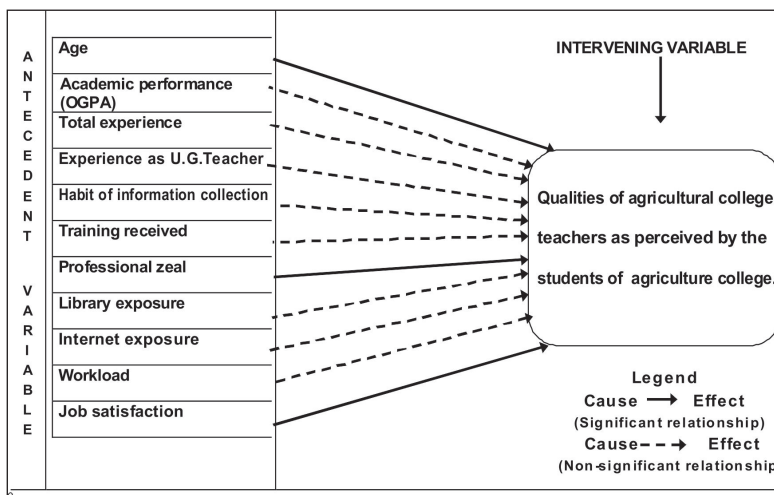 ANTECEDENT VARIABLE
Age
Academic performance
(OGPA)
Total experience
Experience as U.G.Teacher
Habit of information collection
Training received
Professional zeal
Library exposure
Internet exposure
Workload
Job satisfaction
INTERVENING VARIABLE
Qualities of agricultural college
teachers as perceived by the
students of agriculture college.
Legend
Cause Effect
(Significant relationship)
Cause Effect
(Non-significant relationship